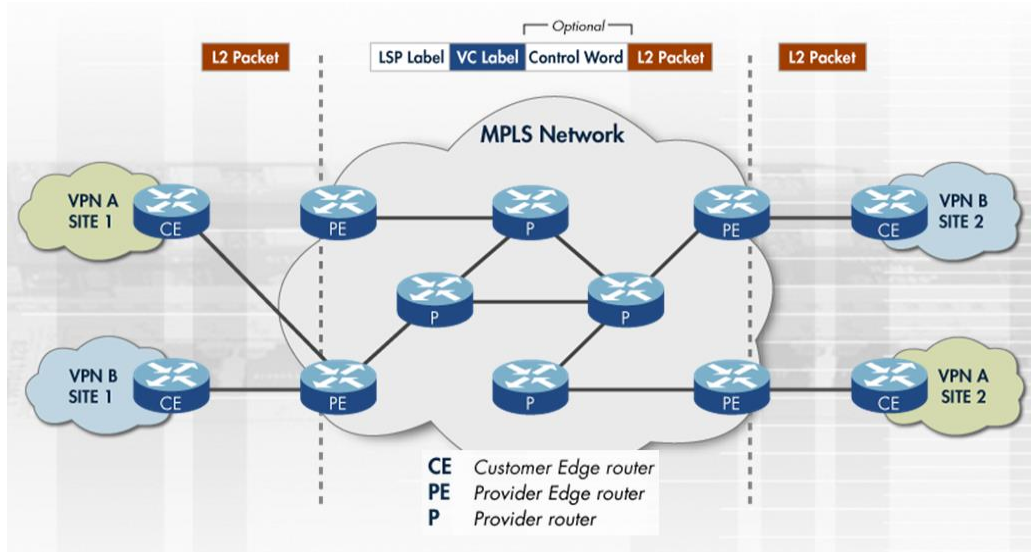 Optional
L2 Packet
LSP Label VC Label Control Word L2 Packet
L2 Packet
MPLS Network
VPN A
SITE 1
CE
PE
P
PE
CE
VPN B
SITE 2
P
P
VPN B
SITE 1
CE
PE
P
PE
CE
VPN A
SITE 2
CE Customer Edge router
PE Provider Edge router
P Provider router